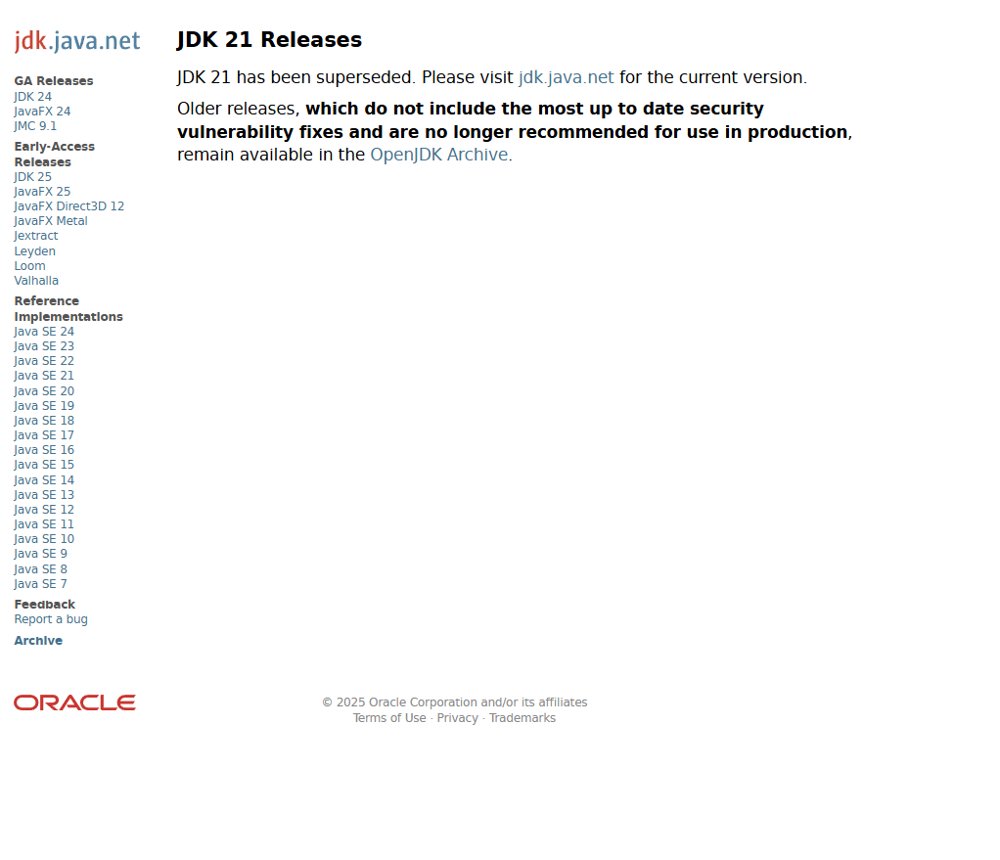 jdk.java.net
GA Releases
JDK 24
JavaFX 24
JMC 9.1
Early-Access
Releases
JDK 25
JavaFX 25
JavaFX Direct3D 12
JavaFX Metal
Jextract
Leyden
Loom
Valhalla
Reference
Implementations
Java SE 24
Java SE 23
Java SE 22
Java SE 21
Java SE 20
Java SE 19
Java SE 18
Java SE 17
Java SE 16
Java SE 15
Java SE 14
Java SE 13
Java SE 12
Java SE 11
Java SE 10
Java SE 9
Java SE 8
Java SE 7
Feedback
Report a bug
Archive
JDK 21 Releases
JDK 21 has been superseded. Please visit jdk.java.net for the current version.
Older releases, which do not include the most up to date security
vulnerability fixes and are no longer recommended for use in production,
remain available in the OpenJDK Archive.
ORACLE
© 2025 Oracle Corporation and/or its affiliates
Terms of Use · Privacy · Trademarks